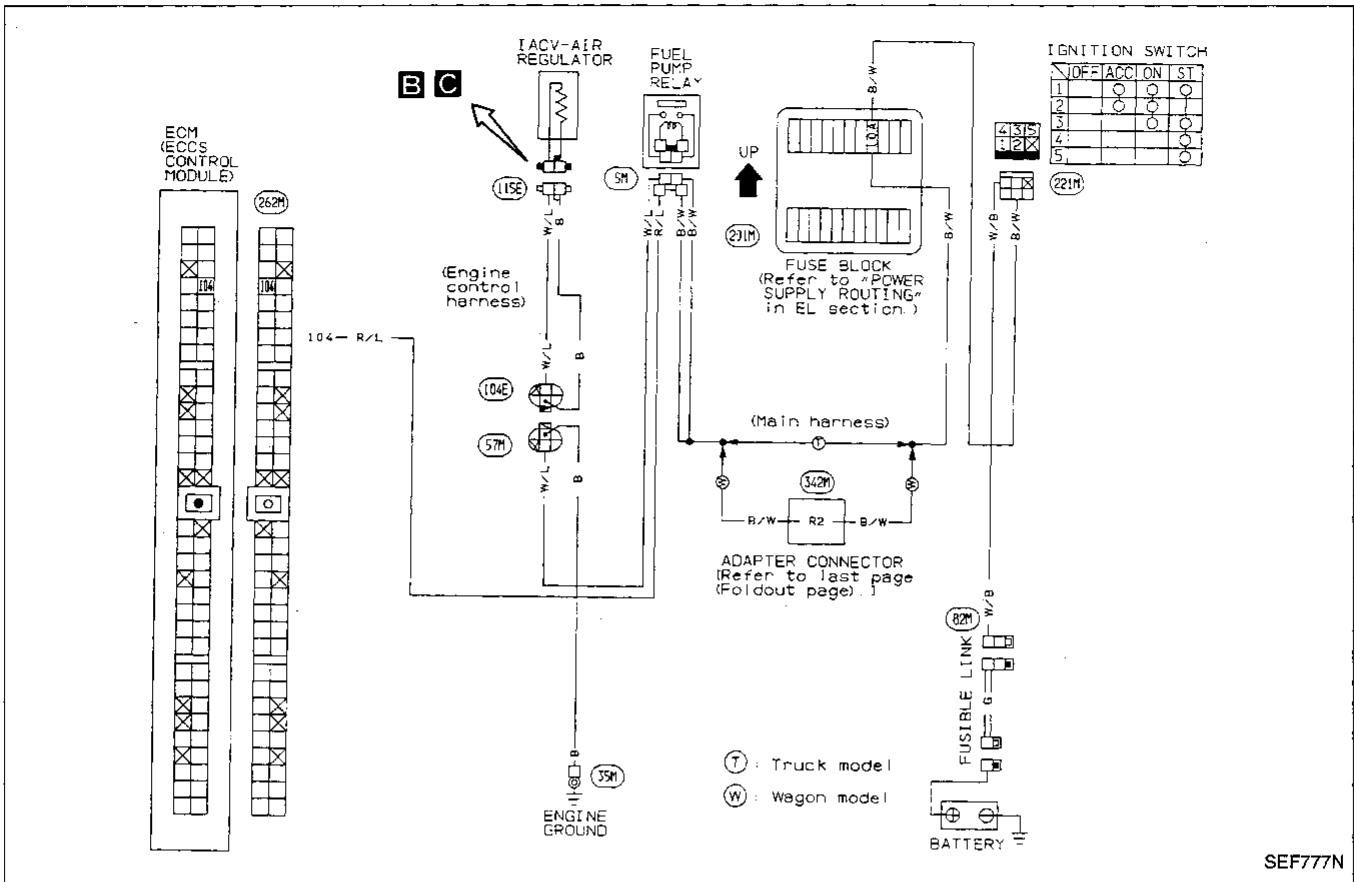 IACV-AIR
REGULATOR
FUEL
PUMP
RELAY
B C
ECM
(ECCS
CONTROL
MODULE)
262M
115E
5M
UP
291M
10A
B/W
B/W
FUSE BLOCK
(Refer to "POWER
SUPPLY ROUTING"
in EL section.)
IGNITION SWITCH
OFF ACC ON ST
1
2
3
4
5
4 3 5
1 2
221M
W/B
B/W
W/L
B
W/L
R/L
B/W
B/W
(Engine
control
harness)
104
104
104 R/L
W/L
B
104E
57M
W/L
B
(Main harness)
T
342M
W
W
B/W R2 B/W
ADAPTER CONNECTOR
[Refer to last page
(Foldout page).]
W/B
82M
FUSIBLE LINK
G
B
35M
ENGINE
GROUND
T : Truck model
W : Wagon model
BATTERY
SEF777N